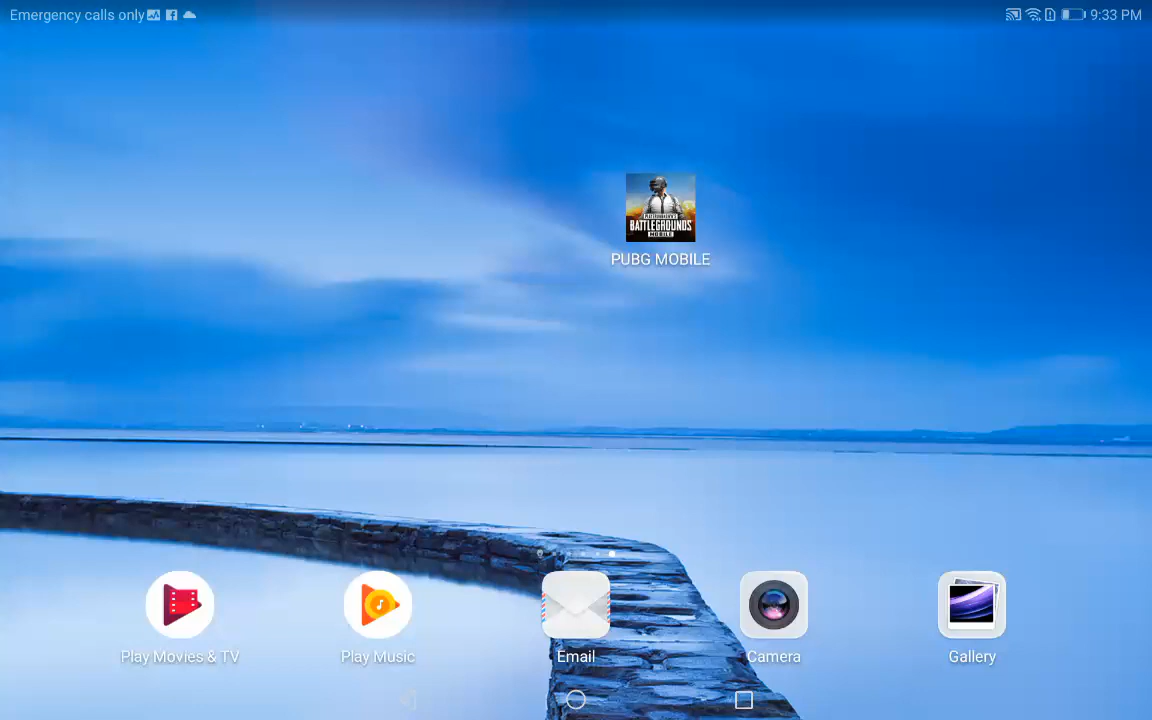 Emergency calls only
9:33 PM
BATTLEGROUNDS
MOBILE
PUBG MOBILE
Play Movies & TV
Play Music
Email
Camera
Gallery